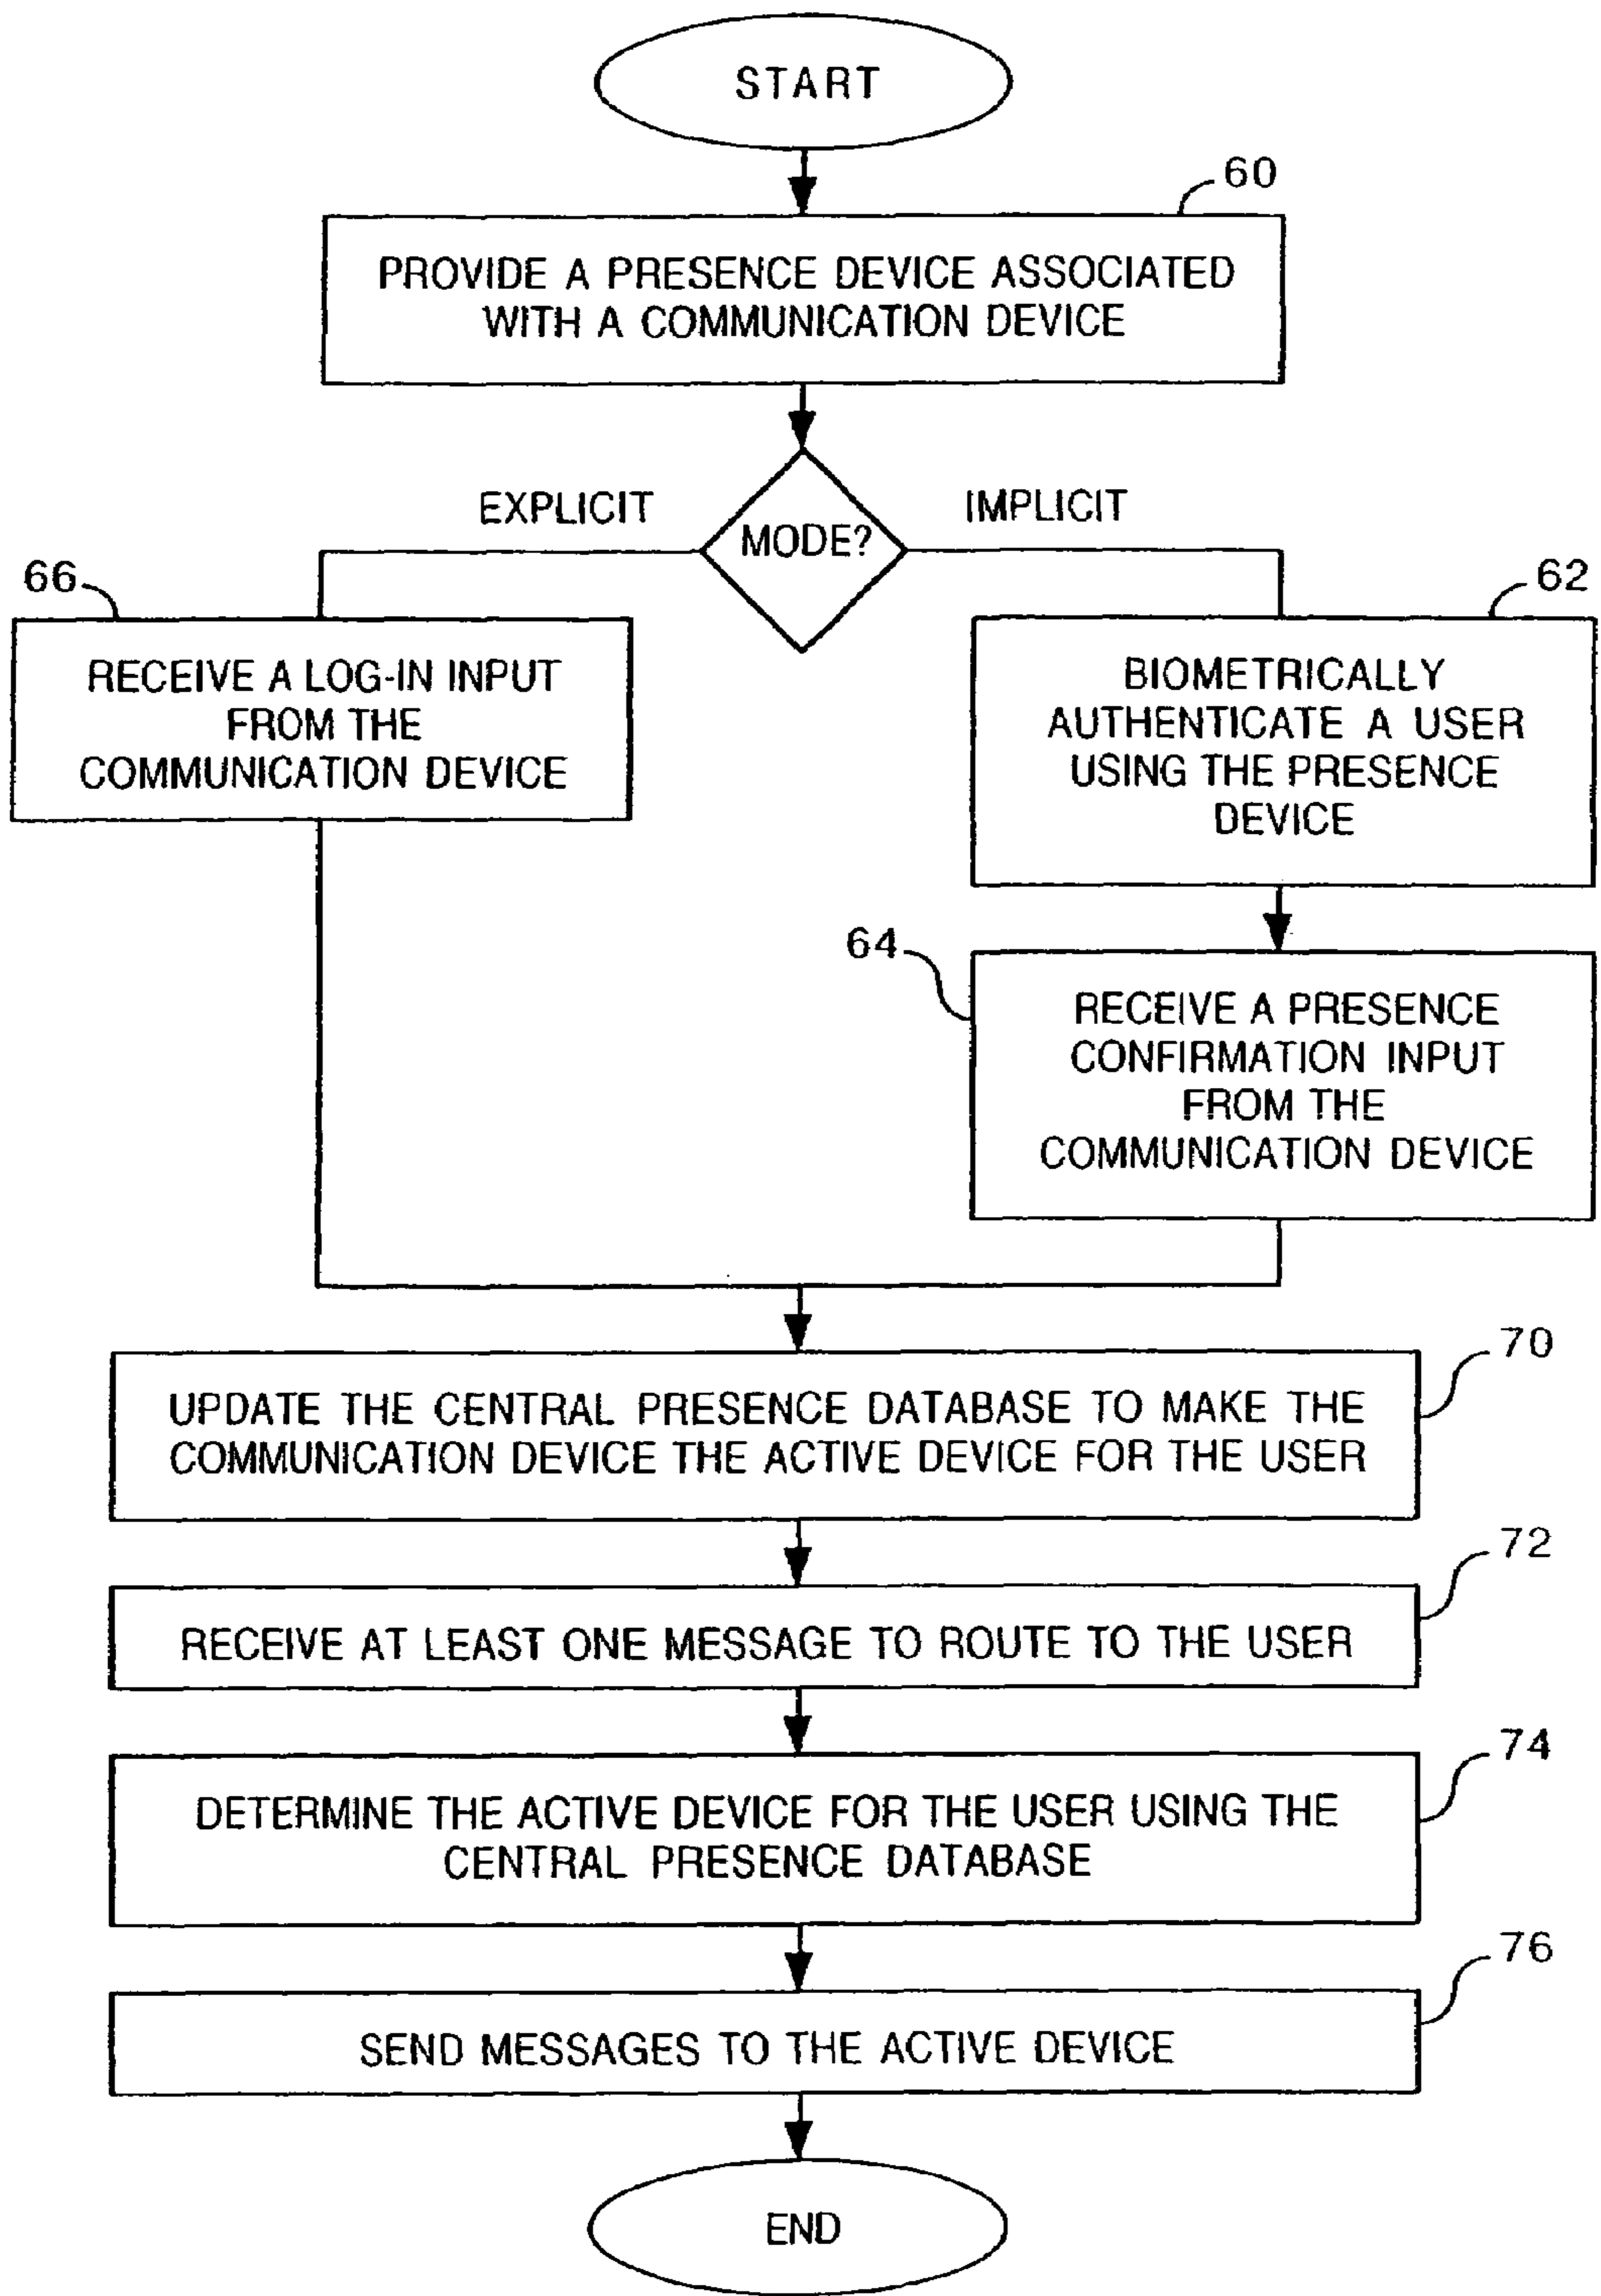 START
60
PROVIDE A PRESENCE DEVICE ASSOCIATED
WITH A COMMUNICATION DEVICE
EXPLICIT
MODE?
IMPLICIT
66
RECEIVE A LOG-IN INPUT
FROM THE
COMMUNICATION DEVICE
62
BIOMETRICALLY
AUTHENTICATE A USER
USING THE PRESENCE
DEVICE
64
RECEIVE A PRESENCE
CONFIRMATION INPUT
FROM THE
COMMUNICATION DEVICE
70
UPDATE THE CENTRAL PRESENCE DATABASE TO MAKE THE
COMMUNICATION DEVICE THE ACTIVE DEVICE FOR THE USER
72
RECEIVE AT LEAST ONE MESSAGE TO ROUTE TO THE USER
74
DETERMINE THE ACTIVE DEVICE FOR THE USER USING THE
CENTRAL PRESENCE DATABASE
76
SEND MESSAGES TO THE ACTIVE DEVICE
END